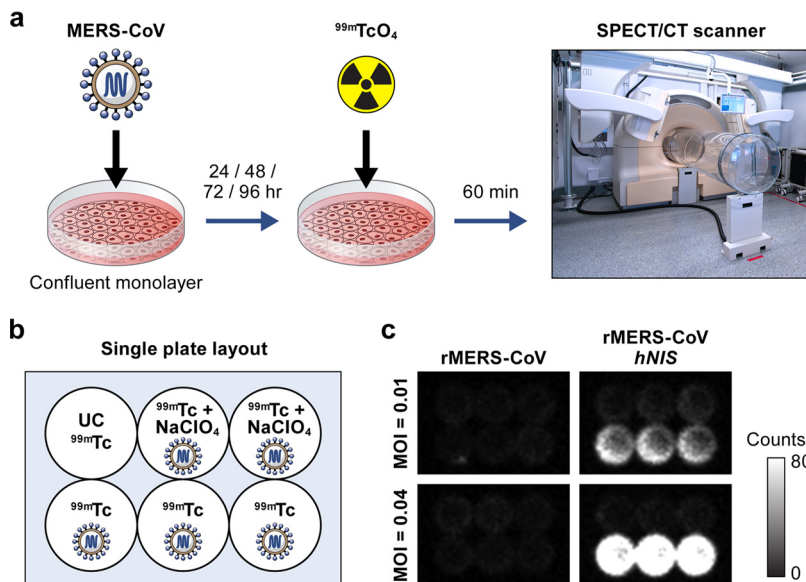 a
MERS-CoV
⁹⁹ᵐTcO₄
SPECT/CT scanner
24 / 48 /
72 / 96 hr
60 min
Confluent monolayer
b
Single plate layout
UC
⁹⁹ᵐTc
⁹⁹ᵐTc +
NaClO₄
⁹⁹ᵐTc +
NaClO₄
⁹⁹ᵐTc
⁹⁹ᵐTc
⁹⁹ᵐTc
c
rMERS-CoV
rMERS-CoV
hNIS
MOI = 0.01
MOI = 0.04
Counts
80
0